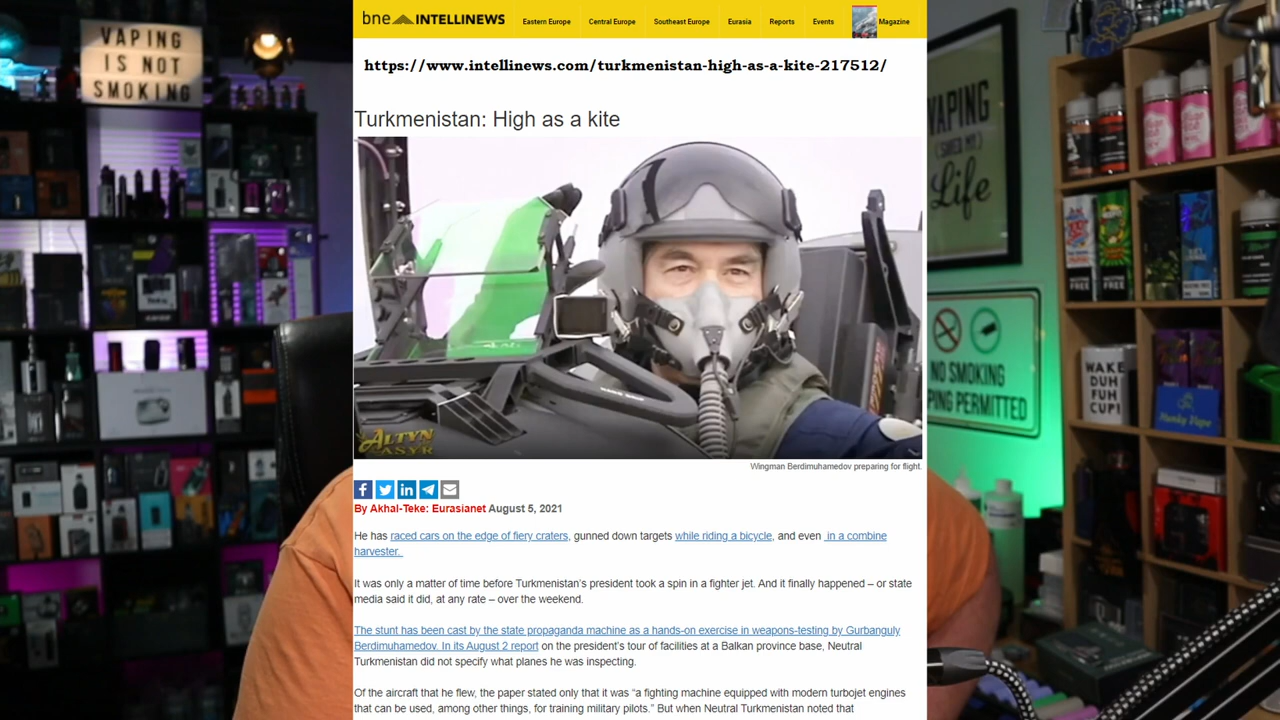 VAPING
IS NOT
SMOKING
bne INTELLINEWS
Eastern Europe
Central Europe
Southeast Europe
Eurasia
Reports
Events
Magazine
https://www.intellinews.com/turkmenistan-high-as-a-kite-217512/
Turkmenistan: High as a kite
ALTYN
ASYR
Wingman Berdimuhamedov preparing for flight.
By Akhal-Teke: Eurasianet August 5, 2021
He has raced cars on the edge of fiery craters, gunned down targets while riding a bicycle, and even in a combine
harvester.
It was only a matter of time before Turkmenistan's president took a spin in a fighter jet. And it finally happened – or state
media said it did, at any rate – over the weekend.
The stunt has been cast by the state propaganda machine as a hands-on exercise in weapons-testing by Gurbanguly
Berdimuhamedov. In its August 2 report on the president's tour of facilities at a Balkan province base, Neutral
Turkmenistan did not specify what planes he was inspecting.
Of the aircraft that he flew, the paper stated only that it was “a fighting machine equipped with modern turbojet engines
that can be used, among other things, for training military pilots.” But when Neutral Turkmenistan noted that
VAPING
(SAVED MY)
Life
NO SMOKING
PING PERMITTED
WAKE
DUH
FUH
CUP!